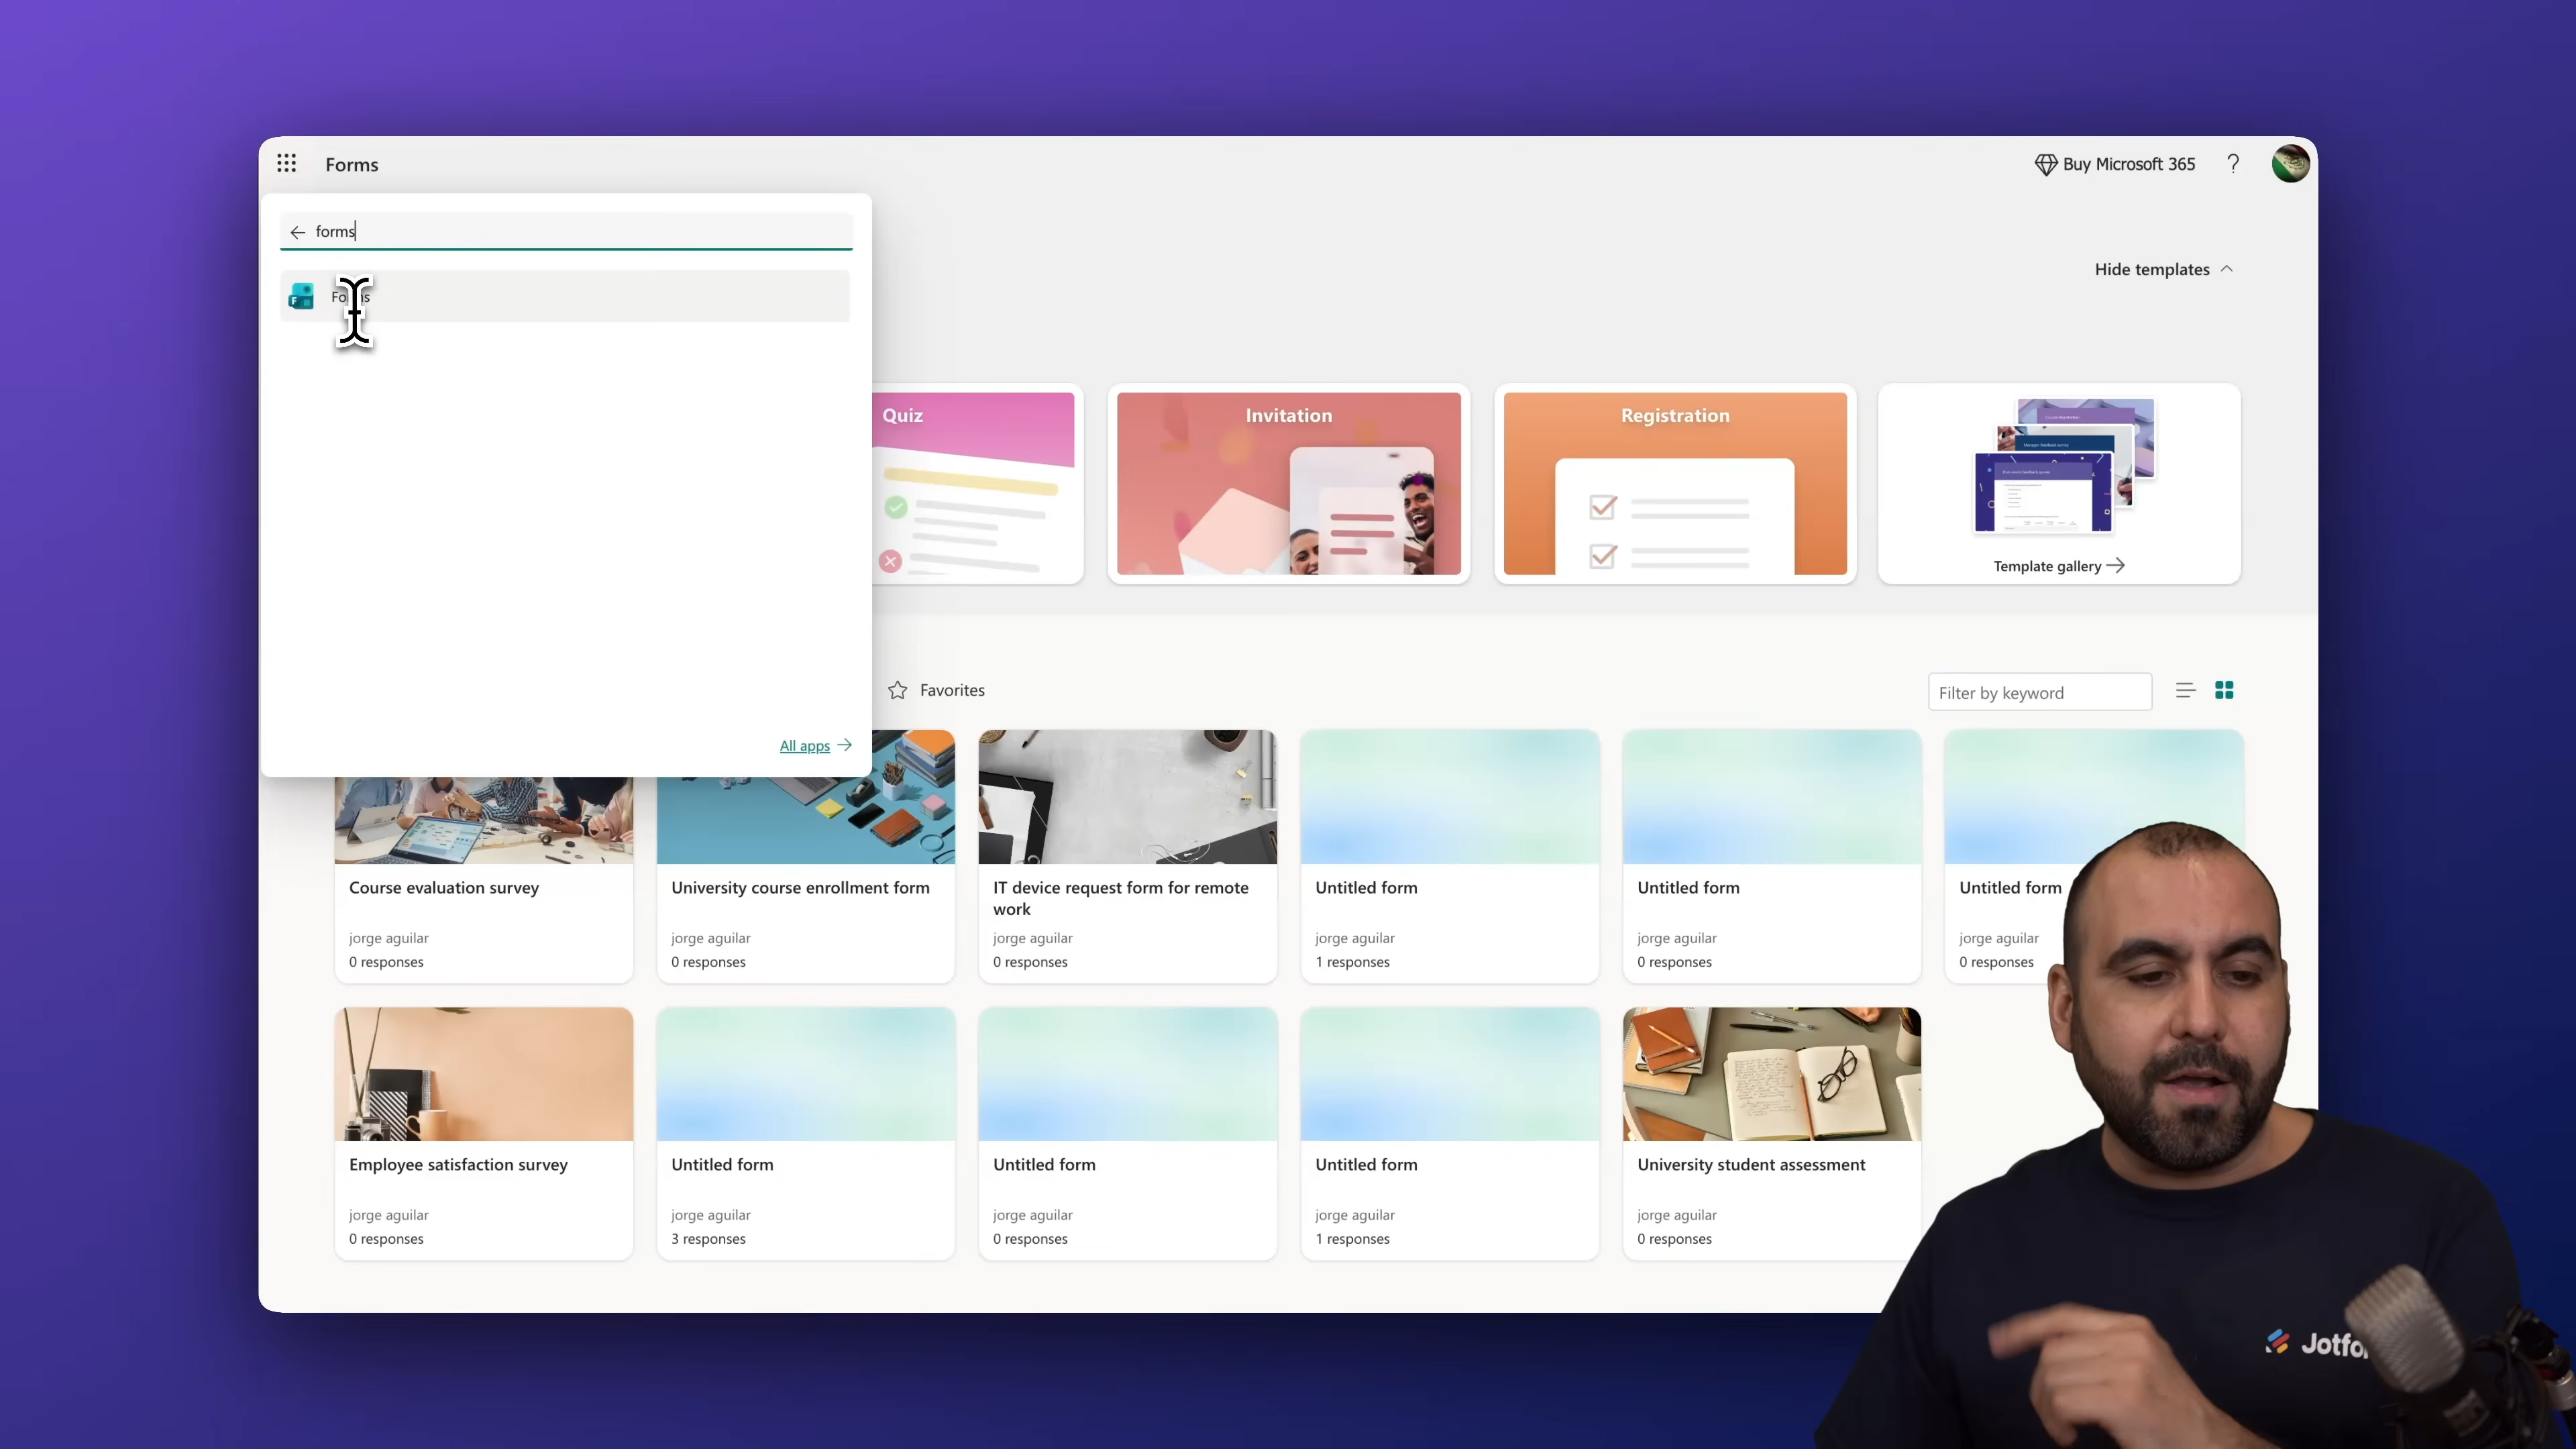 Forms
Buy Microsoft 365
?
forms
Forms
All apps
Hide templates
Quiz
Invitation
Registration
Template gallery
Favorites
Filter by keyword
Course evaluation survey
jorge aguilar
0 responses
University course enrollment form
jorge aguilar
0 responses
IT device request form for remote
work
jorge aguilar
0 responses
Untitled form
jorge aguilar
1 responses
Untitled form
jorge aguilar
0 responses
Untitled form
jorge aguilar
0 responses
Employee satisfaction survey
jorge aguilar
0 responses
Untitled form
jorge aguilar
3 responses
Untitled form
jorge aguilar
0 responses
Untitled form
jorge aguilar
1 responses
University student assessment
jorge aguilar
0 responses